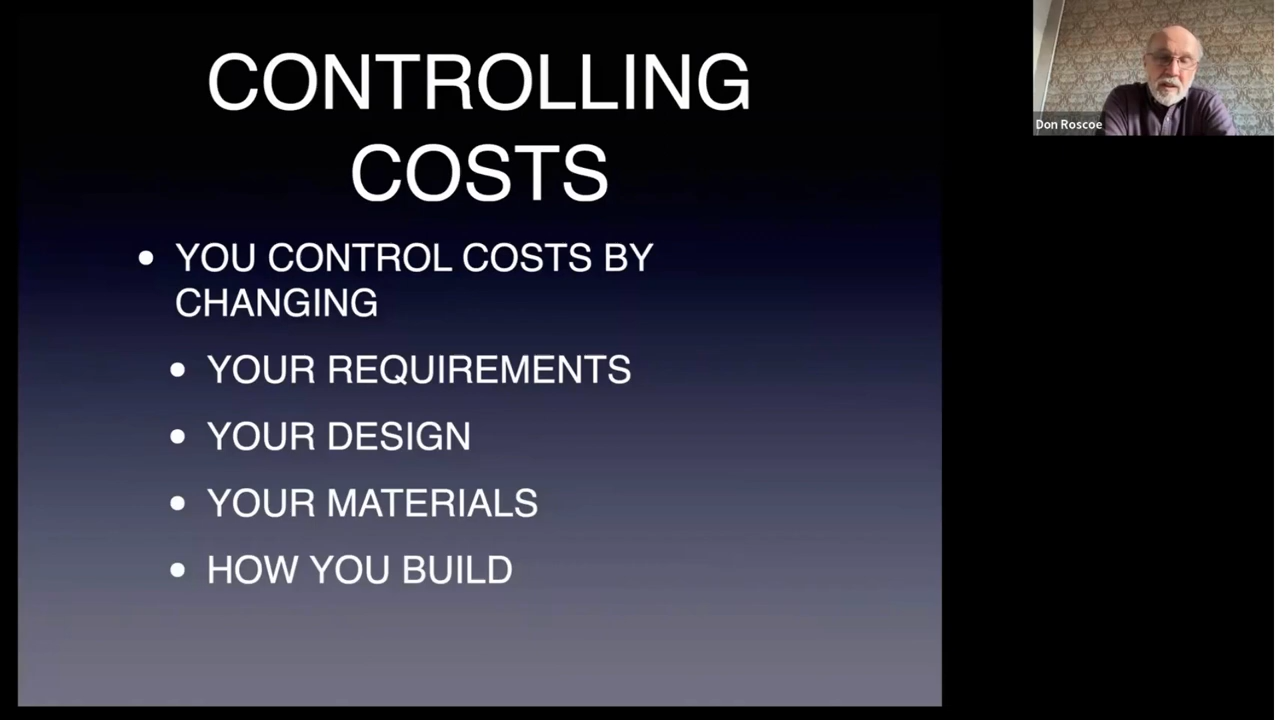 CONTROLLING
COSTS
• YOU CONTROL COSTS BY
CHANGING
• YOUR REQUIREMENTS
• YOUR DESIGN
• YOUR MATERIALS
• HOW YOU BUILD
Don Roscoe